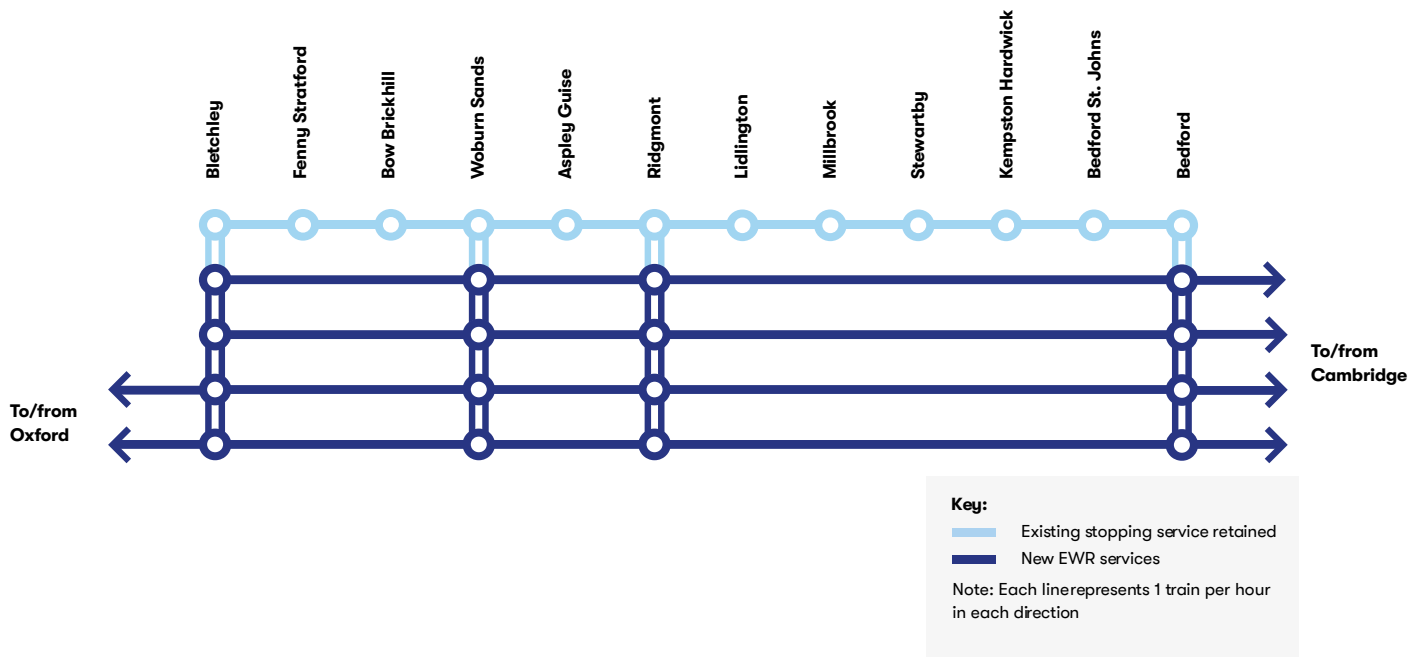 Bletchley
Fenny Stratford
Bow Brickhill
Woburn Sands
Aspley Guise
Ridgmont
Lidlington
Millbrook
Stewartby
Kempston Hardwick
Bedford St. Johns
Bedford
To/from
Cambridge
To/from
Oxford
Key:
Existing stopping service retained
New EWR services
Note: Each line represents 1 train per hour
in each direction